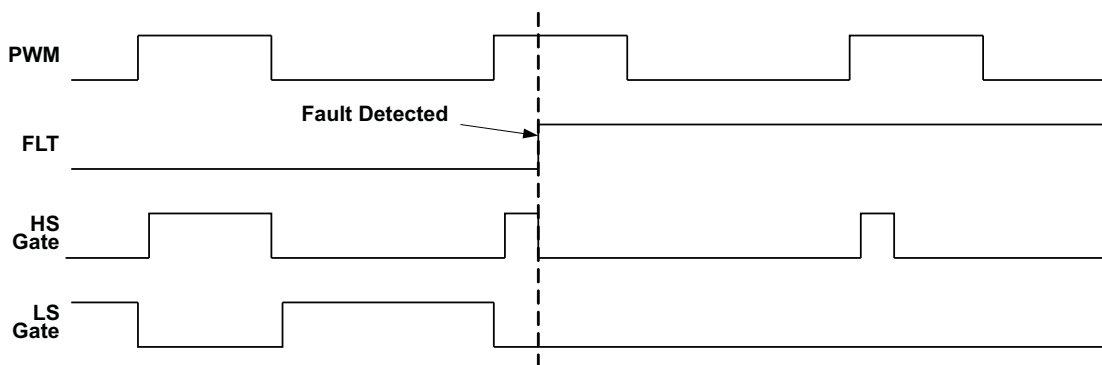 PWM
Fault Detected
FLT
HS
Gate
LS
Gate